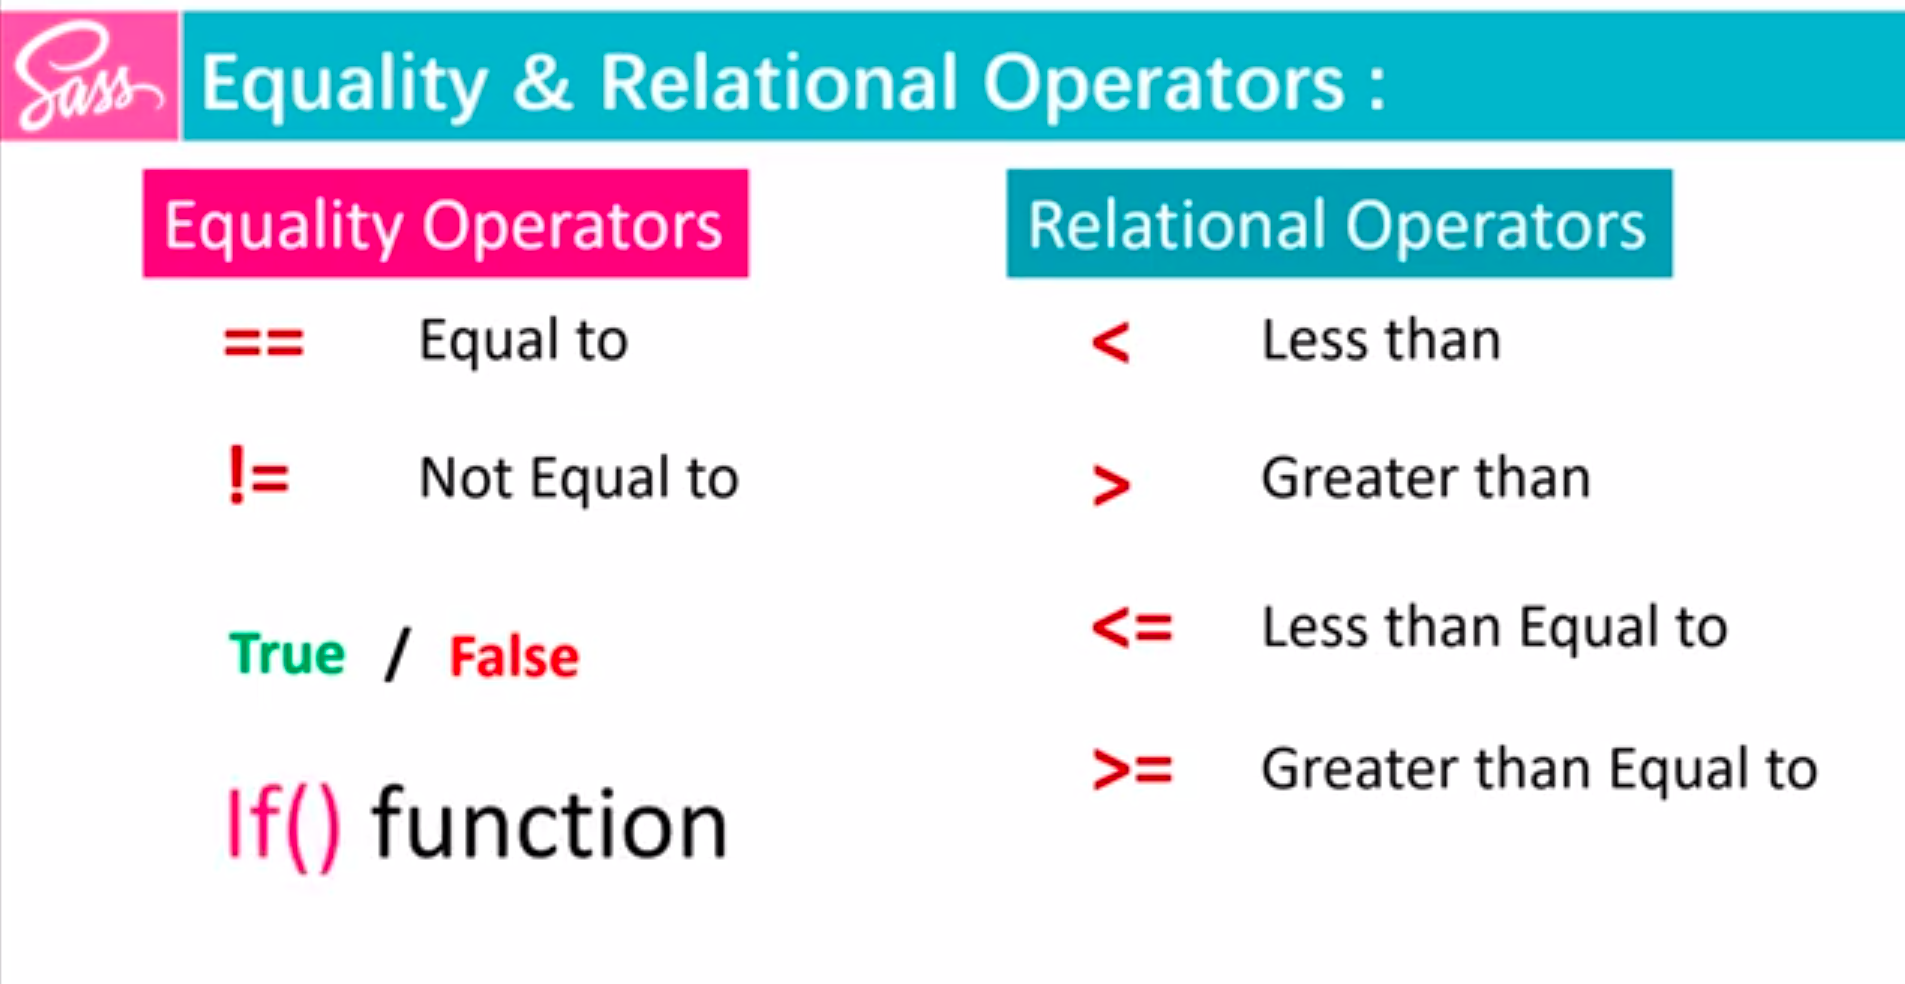 Sass
Equality & Relational Operators :
Equality Operators
== Equal to
!= Not Equal to
True / False
If() function
Relational Operators
< Less than
> Greater than
<= Less than Equal to
>= Greater than Equal to